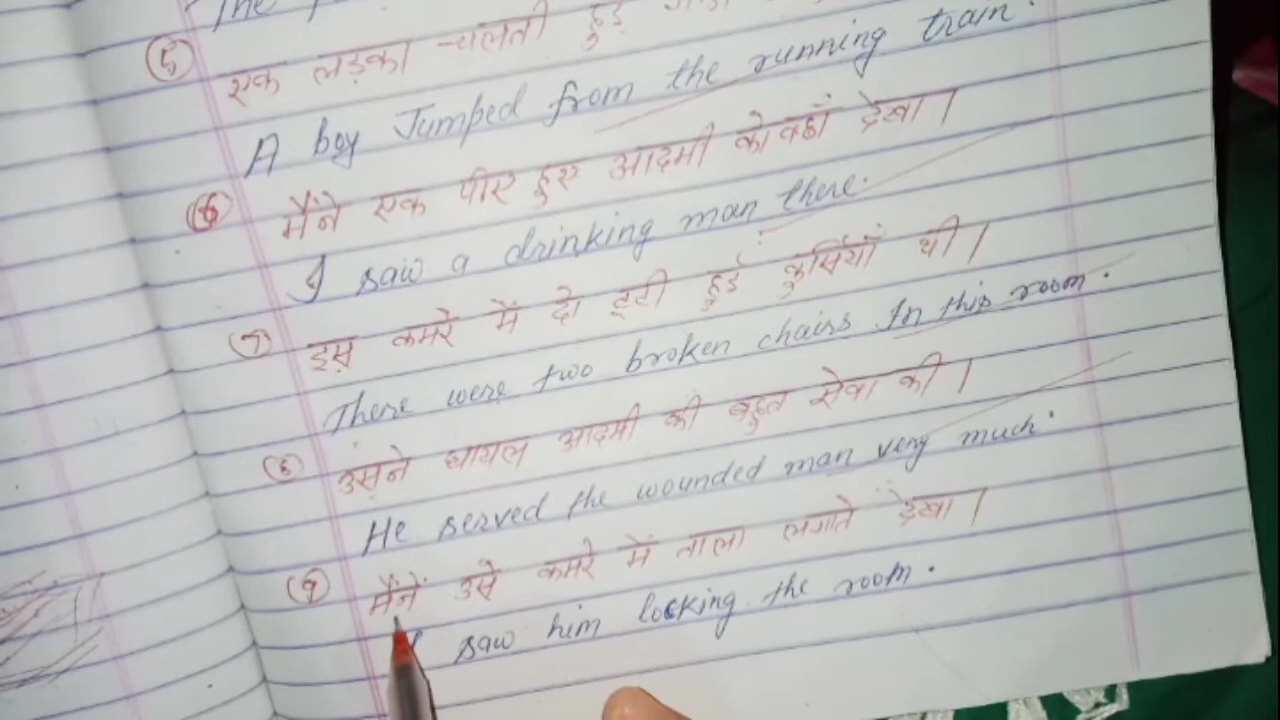 The
⑤ एक लड़का चलती हुई
A boy Jumped from the running train.
⑥ मैंने एक पीए हुए आदमी को वहाँ देखा।
I saw a drinking man there.
⑦ इस कमरे में दो टूटी हुई कुर्सियाँ थी।
There were two broken chairs In this room.
⑧ उसने घायल आदमी की बहुत सेवा की।
He served the wounded man very much.
⑨ मैंनें उसे कमरे में ताला लगाते देखा।
I saw him locking the room.